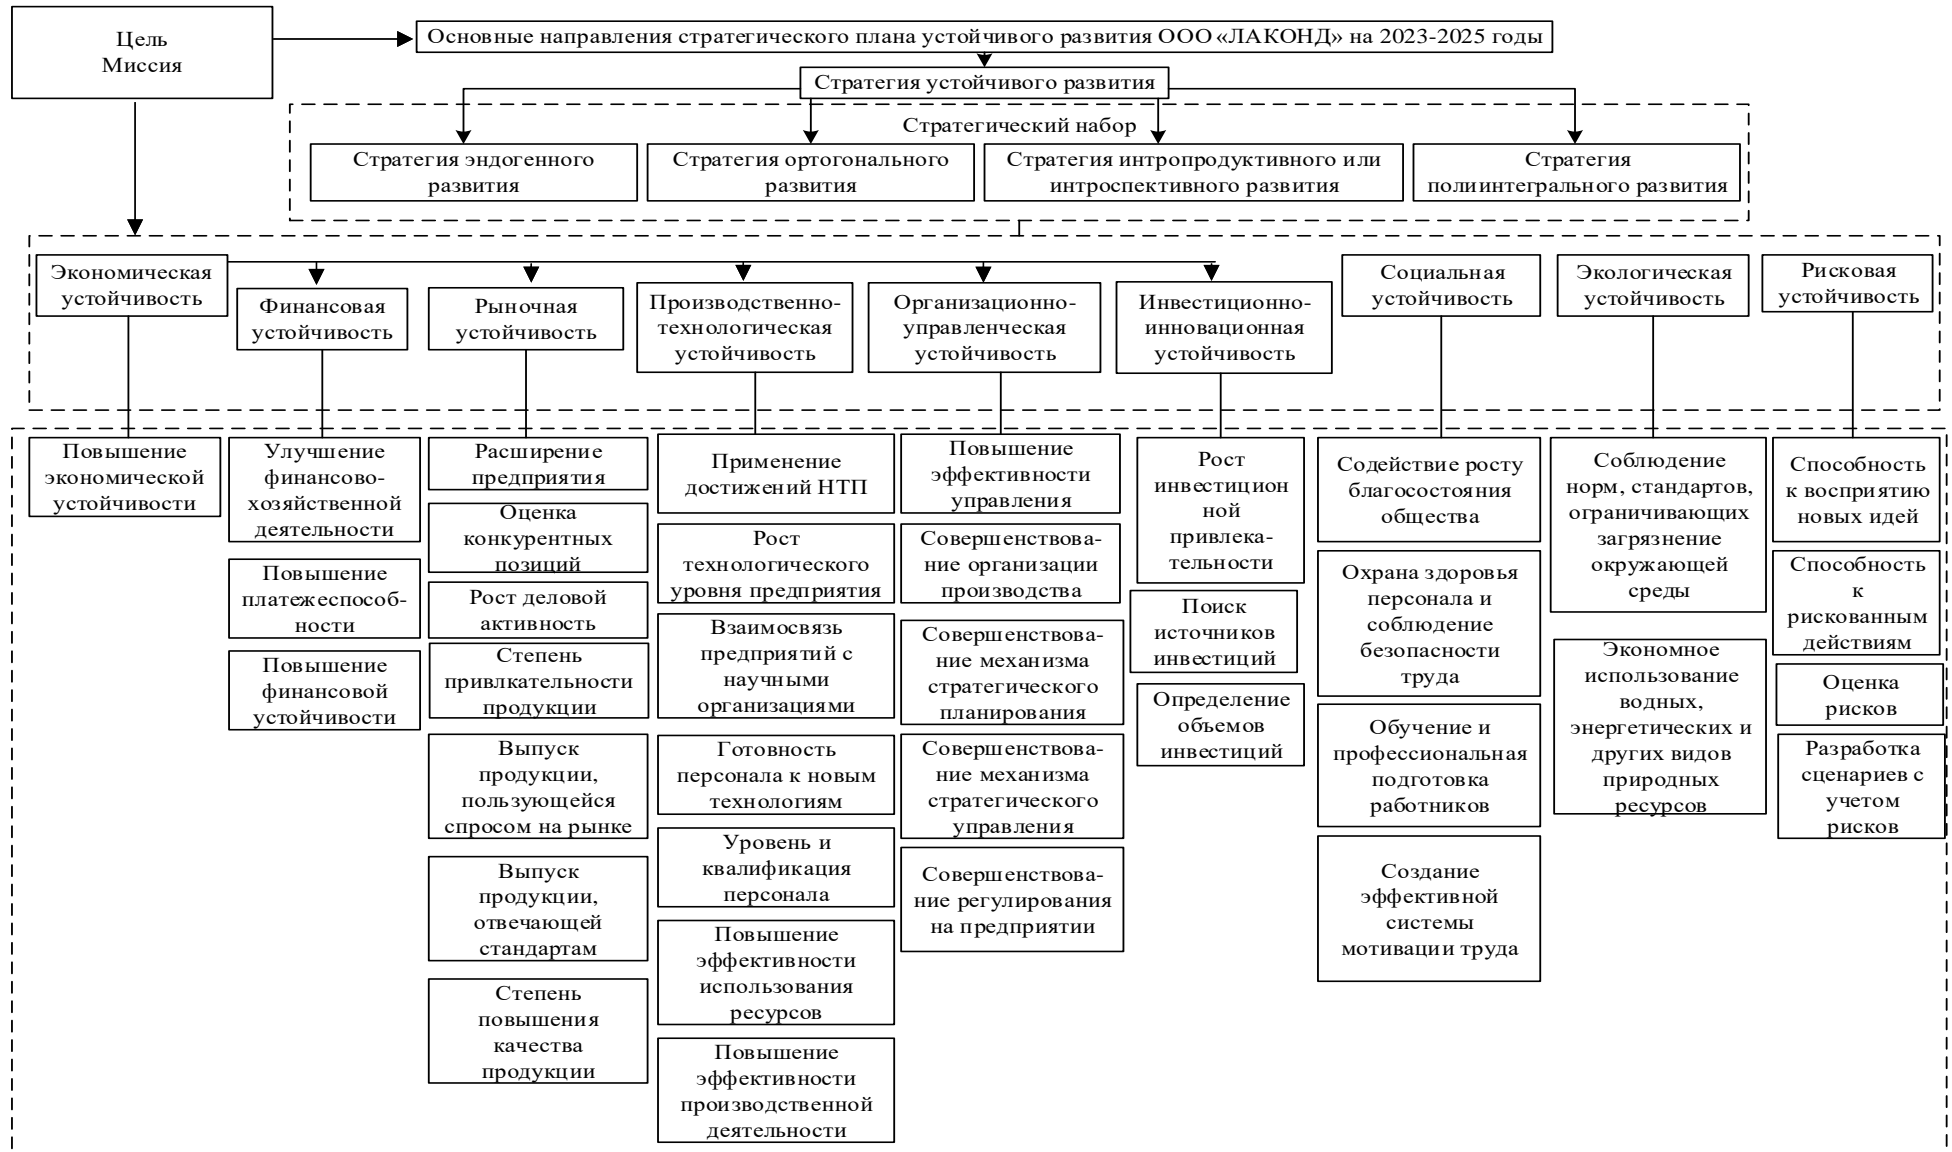 Цель
Миссия
Основные направления стратегического плана устойчивого развития ООО «ЛАКОНД» на 2023-2025 годы
Стратегия устойчивого развития
Стратегический набор
Стратегия эндогенного
развития
Стратегия ортогонального
развития
Стратегия интропродуктивного или
интроспективного развития
Стратегия
полиинтегрального развития
Экономическая
устойчивость
Финансовая
устойчивость
Рыночная
устойчивость
Производственно-
технологическая
устойчивость
Организационно-
управленческая
устойчивость
Инвестиционно-
инновационная
устойчивость
Социальная
устойчивость
Экологическая
устойчивость
Рисковая
устойчивость
Повышение
экономической
устойчивости
Улучшение
финансово-
хозяйственной
деятельности
Повышение
платежеспособ-
ности
Повышение
финансовой
устойчивости
Расширение
предприятия
Оценка
конкурентных
позиций
Рост деловой
активность
Степень
привлкательности
продукции
Выпуск
продукции,
пользующейся
спросом на рынке
Выпуск
продукции,
отвечающей
стандартам
Степень
повышения
качества
продукции
Применение
достижений НТП
Рост
технологического
уровня предприятия
Взаимосвязь
предприятий с
научными
организациями
Готовность
персонала к новым
технологиям
Уровень и
квалификация
персонала
Повышение
эффективности
использования
ресурсов
Повышение
эффективности
производственной
деятельности
Повышение
эффективности
управления
Совершенствова-
ние организации
производства
Совершенствова-
ние механизма
стратегического
планирования
Совершенствова-
ние механизма
стратегического
управления
Совершенствова-
ние регулирования
на предприятии
Рост
инвестицион
ной
привлека-
тельности
Поиск
источников
инвестиций
Определение
объемов
инвестиций
Содействие росту
благосостояния
общества
Охрана здоровья
персонала и
соблюдение
безопасности
труда
Обучение и
профессиональная
подготовка
работников
Создание
эффективной
системы
мотивации труда
Соблюдение
норм, стандартов,
ограничивающих
загрязнение
окружающей
среды
Экономное
использование
водных,
энергетических и
других видов
природных
ресурсов
Способность
к восприятию
новых идей
Способность
к
рискованным
действиям
Оценка
рисков
Разработка
сценариев с
учетом
рисков